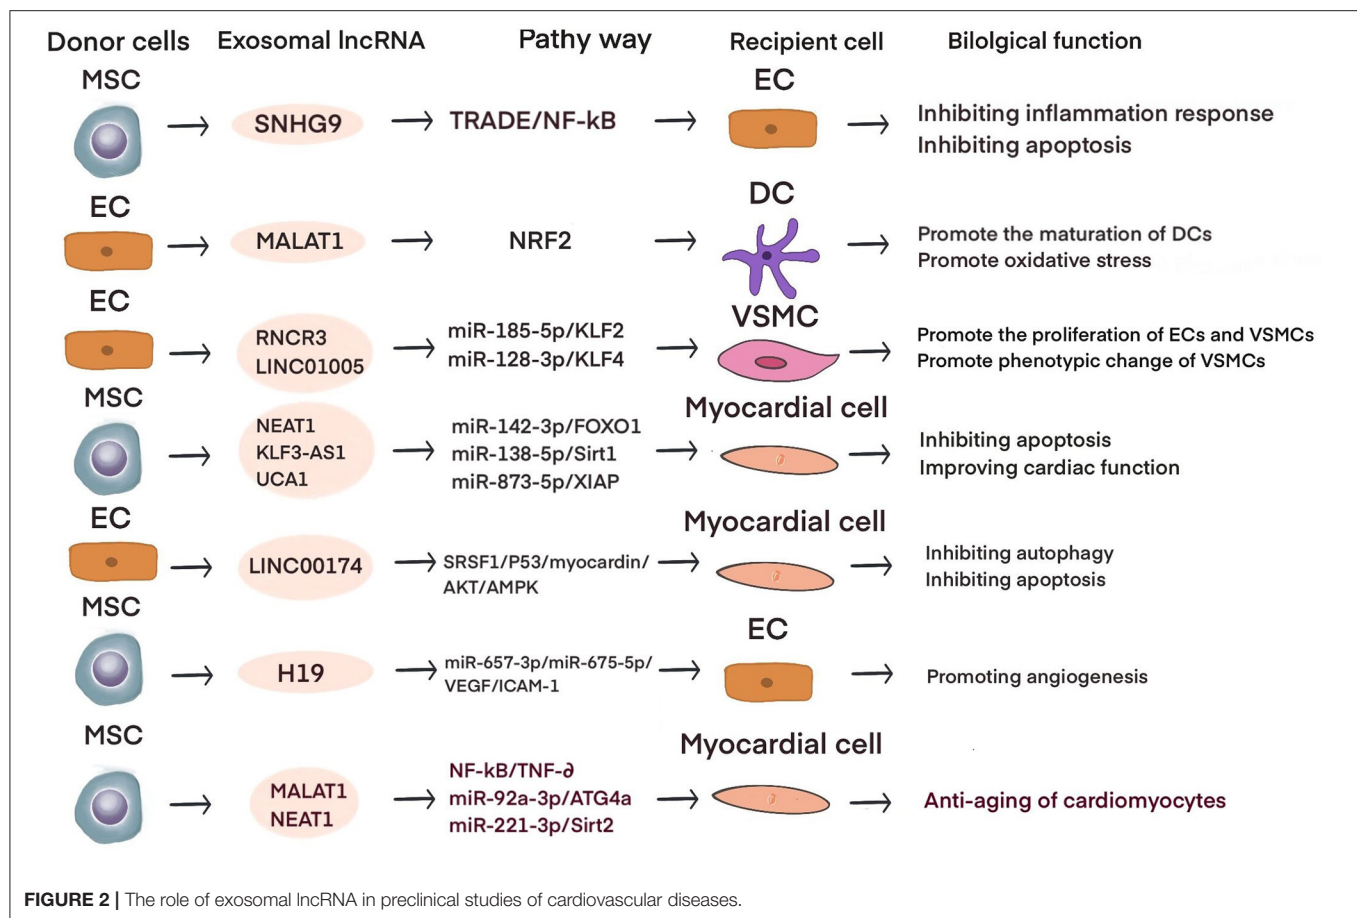 Donor cells Exosomal lncRNA Pathy way Recipient cell Bilolgical function
MSC
SNHG9
TRADE/NF-kB
EC
Inhibiting inflammation response
Inhibiting apoptosis
EC
MALAT1
NRF2
DC
Promote the maturation of DCs
Promote oxidative stress
EC
RNCR3
LINC01005
miR-185-5p/KLF2
miR-128-3p/KLF4
VSMC
Promote the proliferation of ECs and VSMCs
Promote phenotypic change of VSMCs
MSC
NEAT1
KLF3-AS1
UCA1
miR-142-3p/FOXO1
miR-138-5p/Sirt1
miR-873-5p/XIAP
Myocardial cell
Inhibiting apoptosis
Improving cardiac function
EC
LINC00174
SRSF1/P53/myocardin/
AKT/AMPK
Myocardial cell
Inhibiting autophagy
Inhibiting apoptosis
MSC
H19
miR-657-3p/miR-675-5p/
VEGF/ICAM-1
EC
Promoting angiogenesis
MSC
MALAT1
NEAT1
NF-kB/TNF-∂
miR-92a-3p/ATG4a
miR-221-3p/Sirt2
Myocardial cell
Anti-aging of cardiomyocytes
FIGURE 2 | The role of exosomal lncRNA in preclinical studies of cardiovascular diseases.